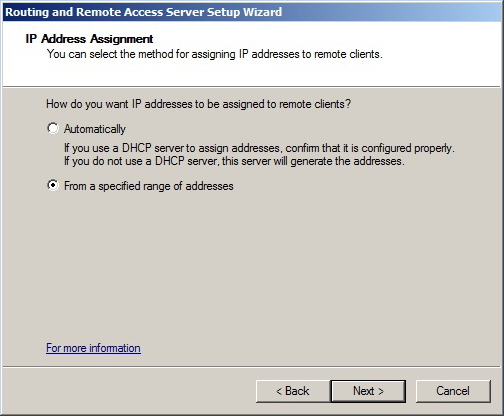 Routing and Remote Access Server Setup Wizard
IP Address Assignment
You can select the method for assigning IP addresses to remote clients.
How do you want IP addresses to be assigned to remote clients?
Automatically
If you use a DHCP server to assign addresses, confirm that it is configured properly.
If you do not use a DHCP server, this server will generate the addresses.
From a specified range of addresses
For more information
< Back
Next >
Cancel